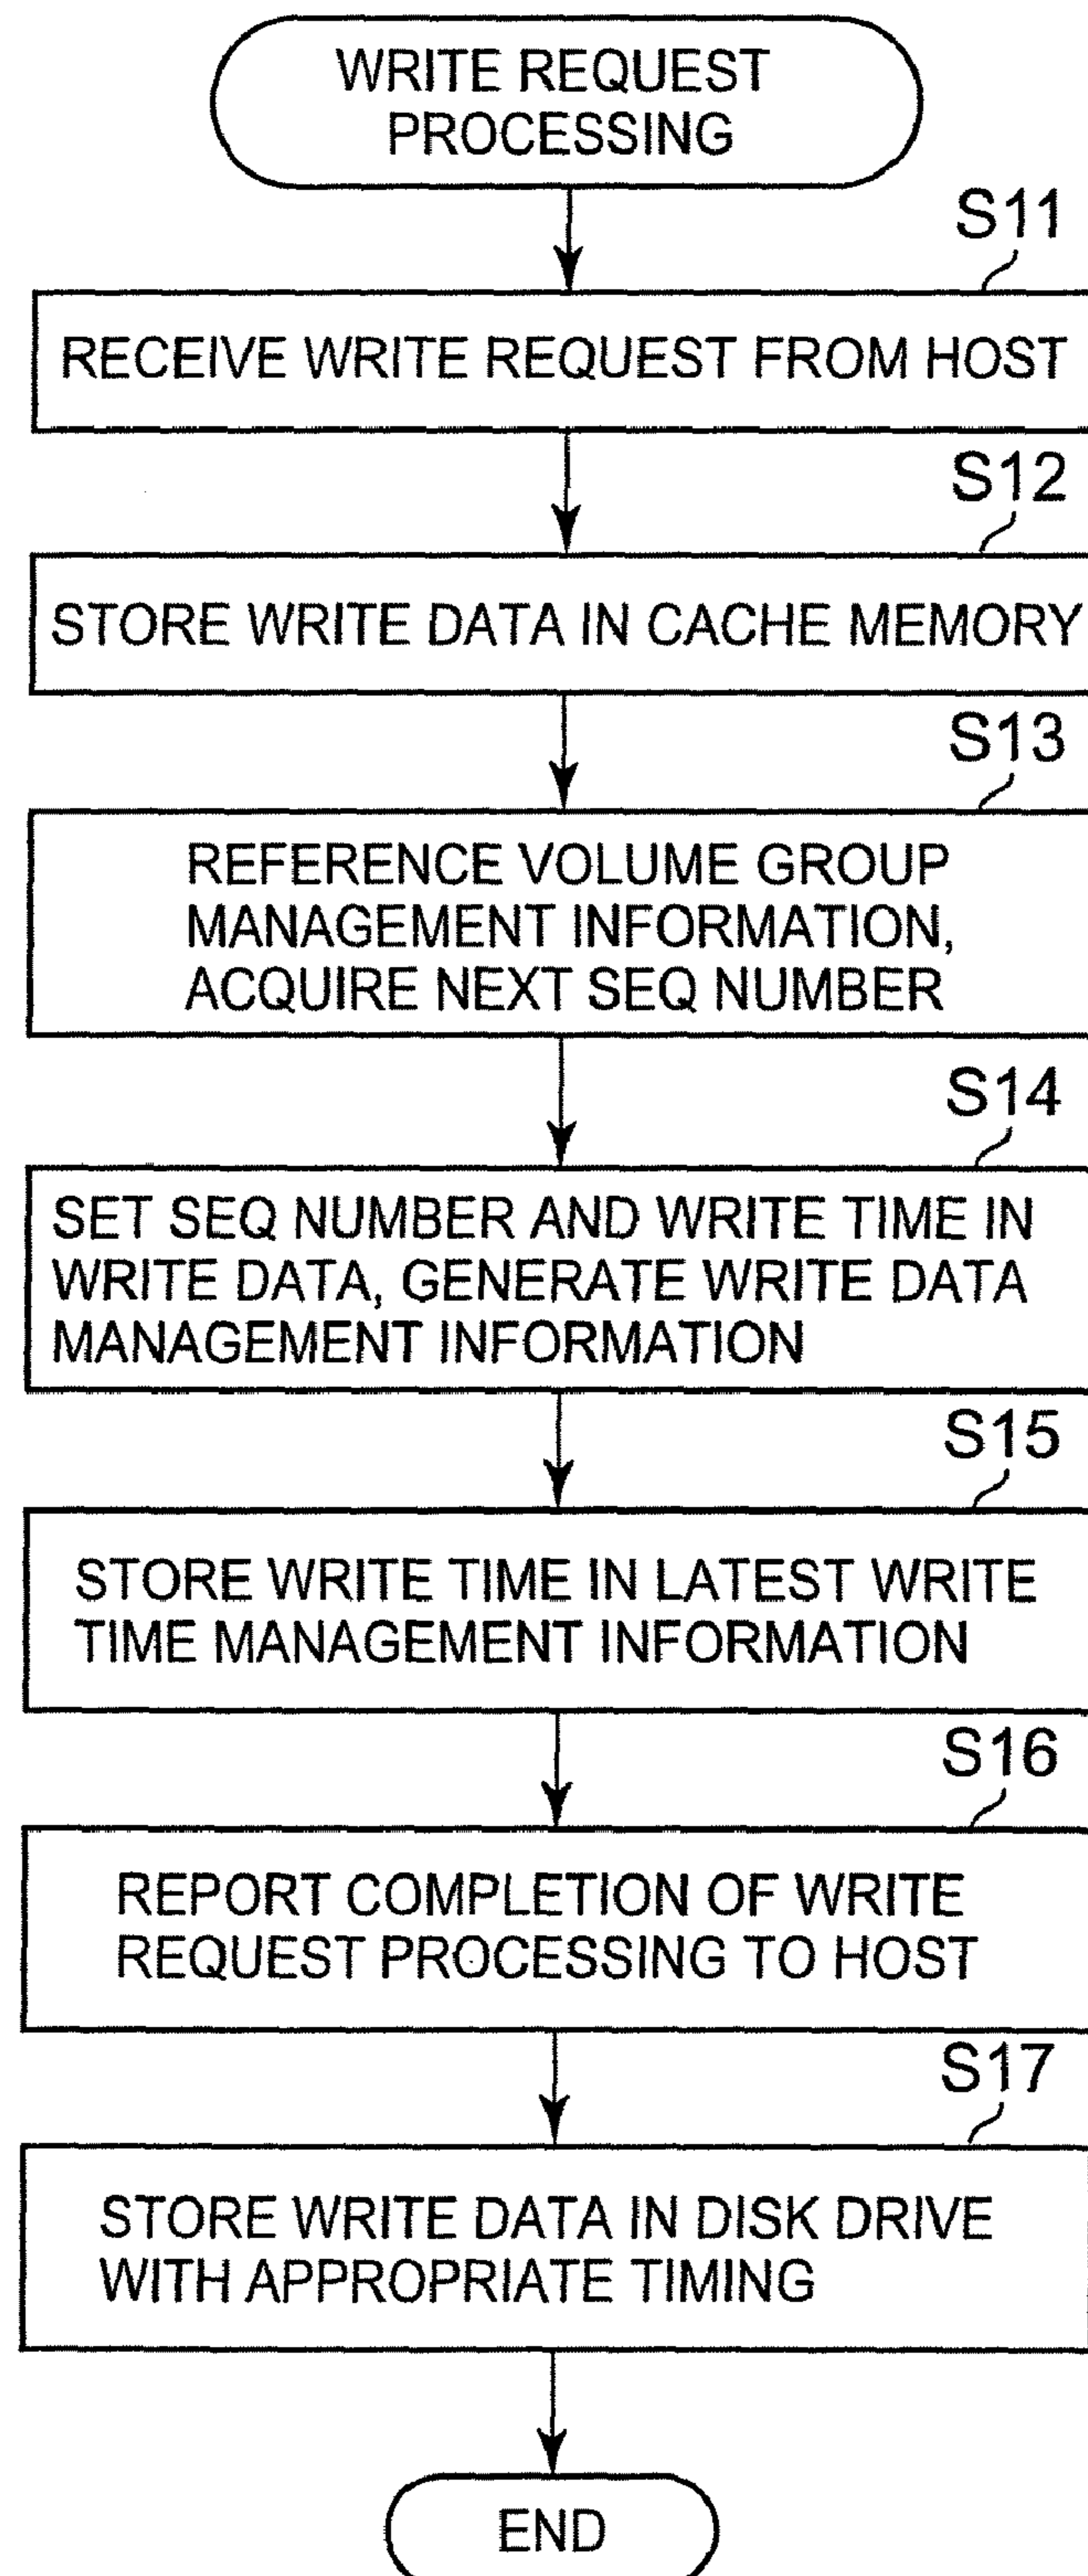 WRITE REQUEST
PROCESSING
S11
RECEIVE WRITE REQUEST FROM HOST
S12
STORE WRITE DATA IN CACHE MEMORY
S13
REFERENCE VOLUME GROUP
MANAGEMENT INFORMATION,
ACQUIRE NEXT SEQ NUMBER
S14
SET SEQ NUMBER AND WRITE TIME IN
WRITE DATA, GENERATE WRITE DATA
MANAGEMENT INFORMATION
S15
STORE WRITE TIME IN LATEST WRITE
TIME MANAGEMENT INFORMATION
S16
REPORT COMPLETION OF WRITE
REQUEST PROCESSING TO HOST
S17
STORE WRITE DATA IN DISK DRIVE
WITH APPROPRIATE TIMING
END